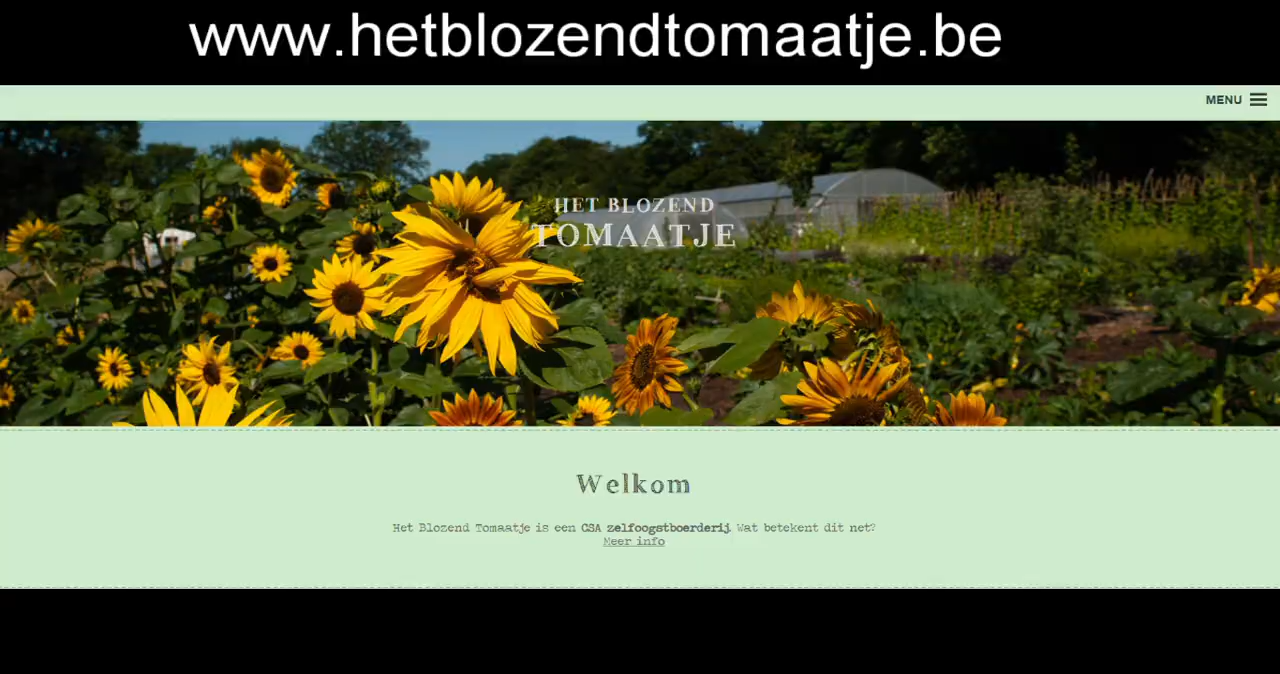 www.hetblozendtomaatje.be
MENU
HET BLOZEND
TOMAATJE
Welkom
Het Blozend Tomaatje is een CSA zelfoogstboerderij. Wat betekent dit net?
Meer info